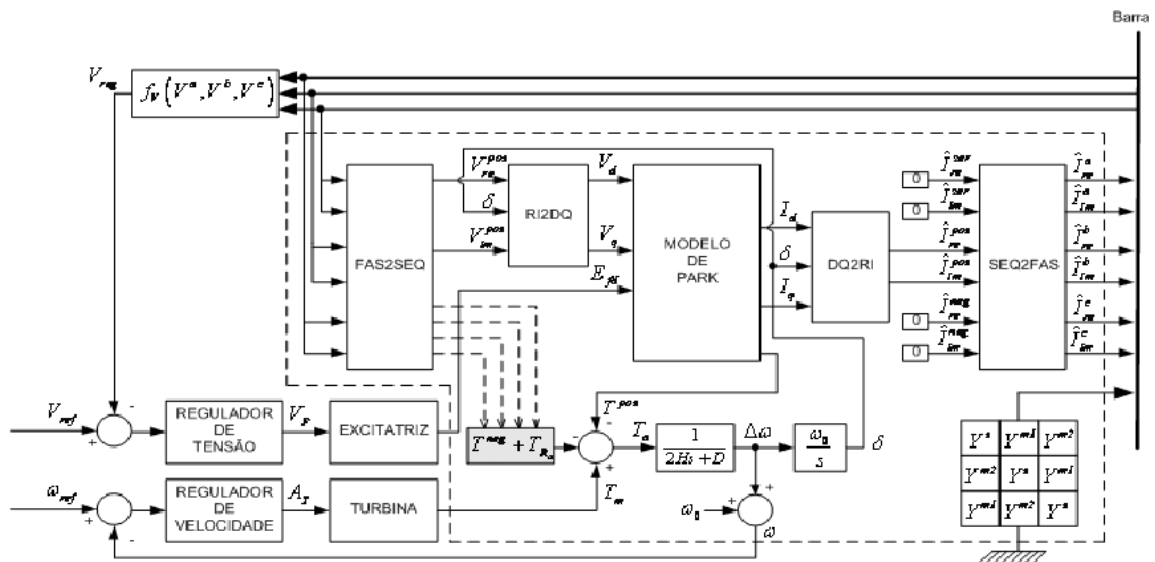 Barra
V_reg
f_V(V^a, V^b, V^c)
V_re^pos
δ
V_im^pos
FAS2SEQ
RI2DQ
V_d
V_q
E_fd
MODELO
DE
PARK
I_d
δ
I_q
DQ2RI
0 Î_re^zer
0 Î_im^zer
Î_re^pos
Î_im^pos
0 Î_re^neg
0 Î_im^neg
SEQ2FAS
Î_re^a
Î_im^a
Î_re^b
Î_im^b
Î_re^c
Î_im^c
V_ref
+
-
REGULADOR
DE
TENSÃO
EXCITATRIZ
T^neg + T_Ra
T^pos
-
+
T_a
1
2Hs + D
Δω
ω_0
s
δ
ω_ref
+
-
REGULADOR
DE
VELOCIDADE
TURBINA
T_m
ω_0
+
+
ω
Y^s Y^m1 Y^m2
Y^m2 Y^s Y^m1
Y^m1 Y^m2 Y^s